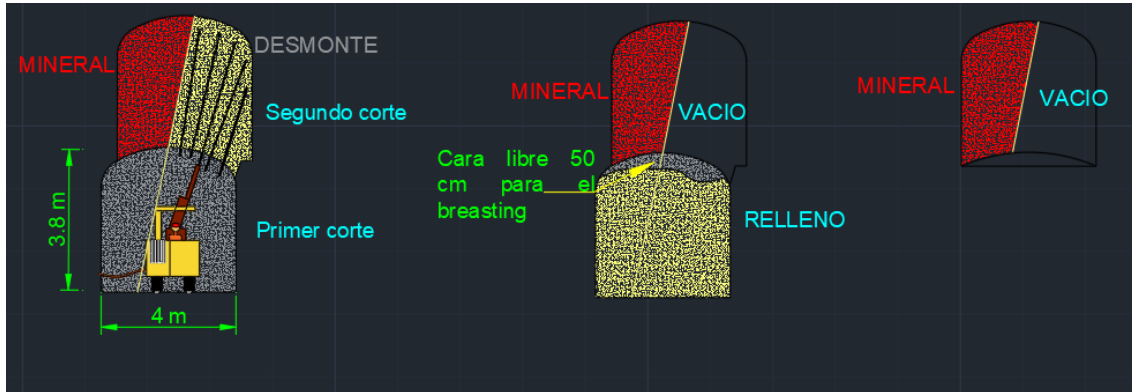 DESMONTE
MINERAL
Segundo corte
3.8 m
Primer corte
4 m
MINERAL
VACIO
Cara libre 50
cm para el
breasting
RELLENO
MINERAL
VACIO